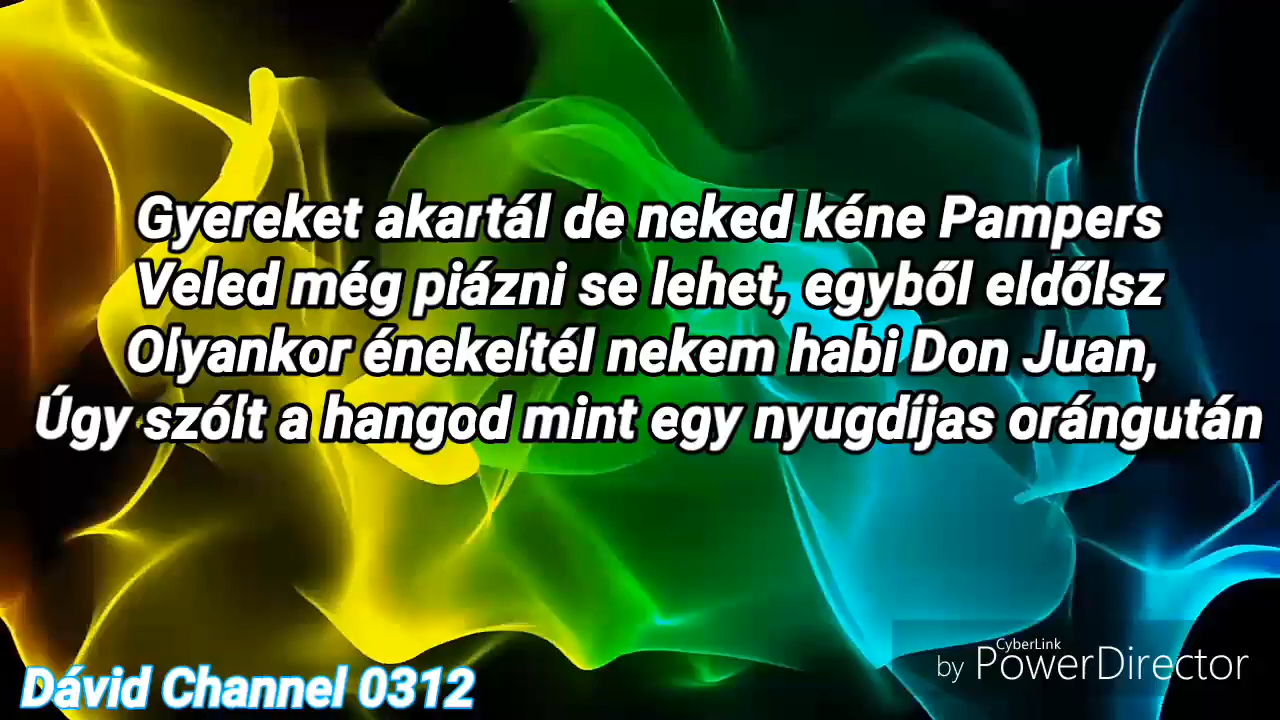 Gyereket akartál de neked kéne Pampers
Veled még piázni se lehet, egyből eldőlsz
Olyankor énekeltél nekem habi Don Juan,
Úgy szólt a hangod mint egy nyugdíjas orángután
CyberLink
by PowerDirector
Dávid Channel 0312